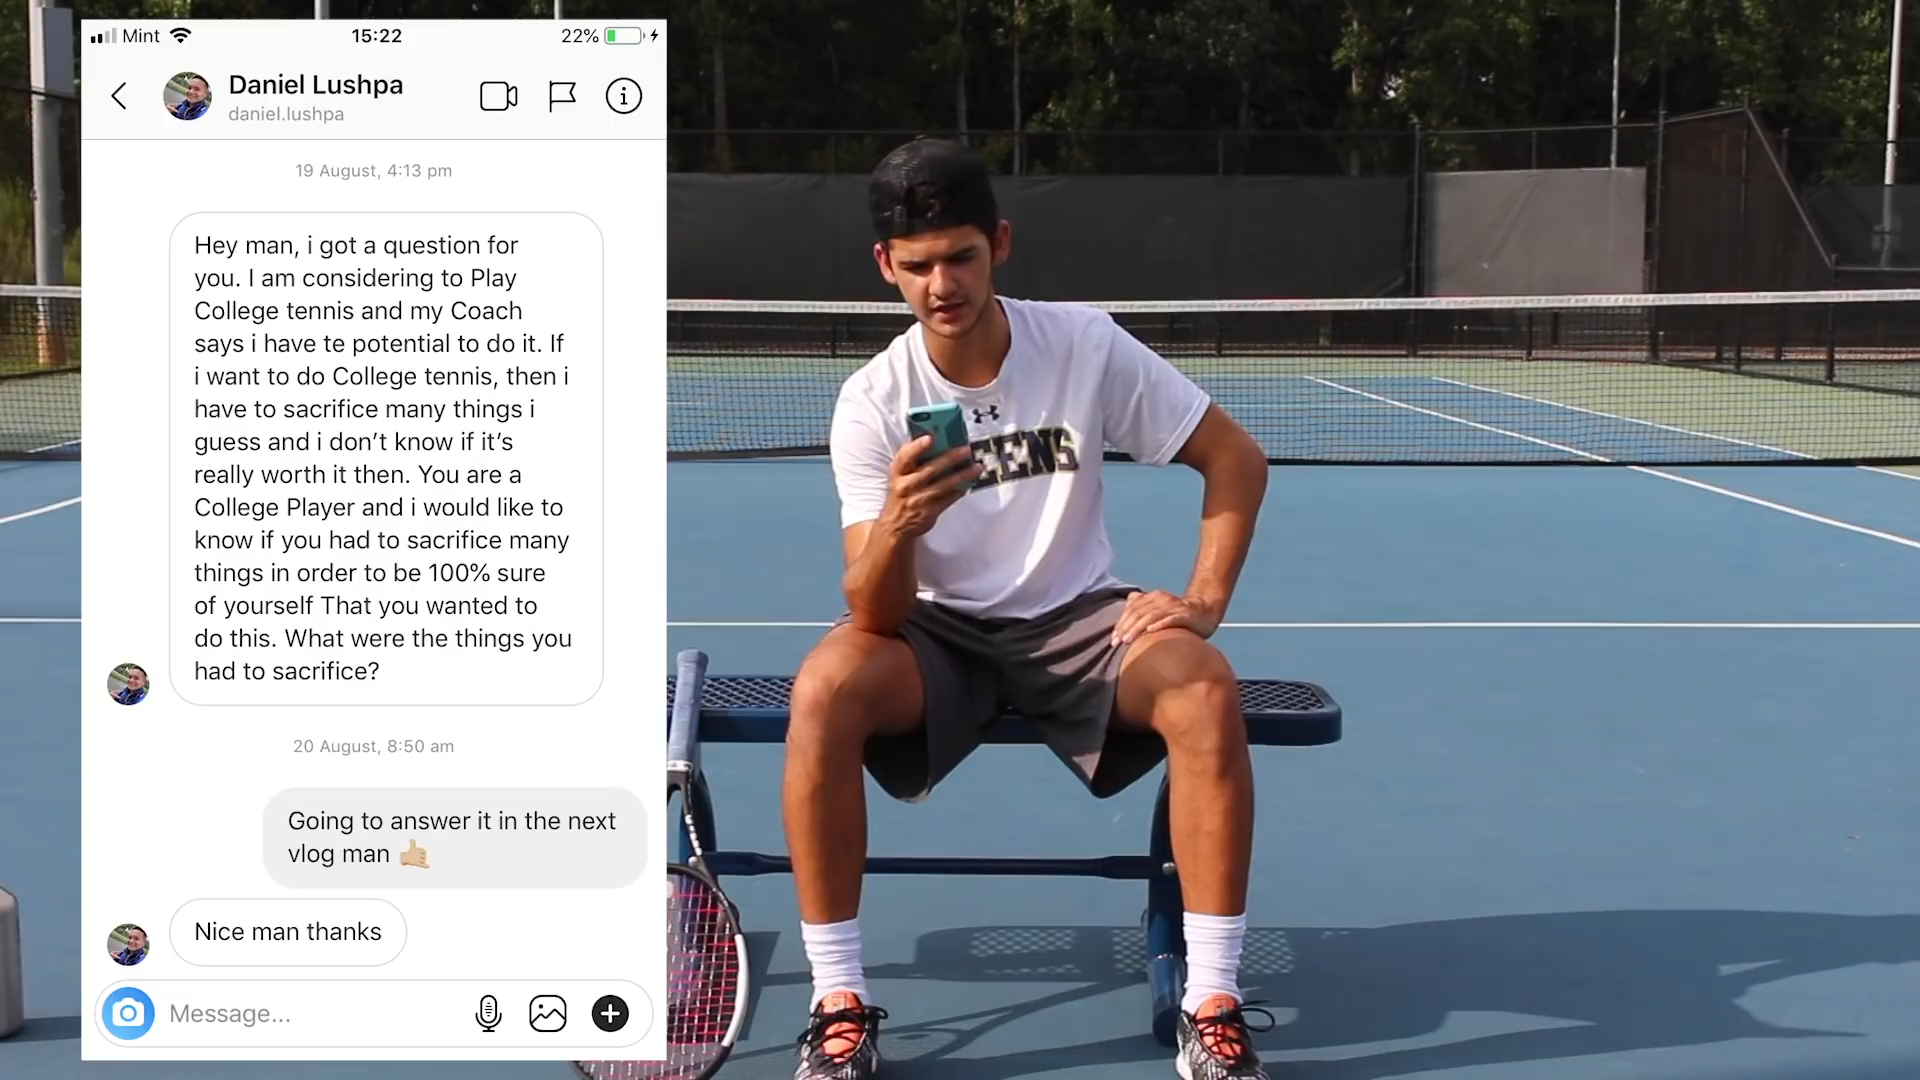 Mint 15:22 22%
Daniel Lushpa
daniel.lushpa
19 August, 4:13 pm
Hey man, i got a question for
you. I am considering to Play
College tennis and my Coach
says i have te potential to do it. If
i want to do College tennis, then i
have to sacrifice many things i
guess and i don’t know if it’s
really worth it then. You are a
College Player and i would like to
know if you had to sacrifice many
things in order to be 100% sure
of yourself That you wanted to
do this. What were the things you
had to sacrifice?
20 August, 8:50 am
Going to answer it in the next
vlog man 🤙🏼
Nice man thanks
Message...